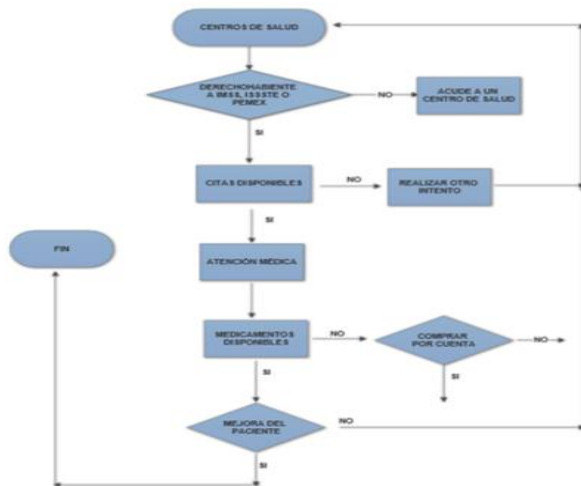 CENTROS DE SALUD
DERECHOHABIENTE
A IMSS, ISSSTE O
PEMEX
NO
ACUDE A UN
CENTRO DE SALUD
SI
CITAS DISPONIBLES
NO
REALIZAR OTRO
INTENTO
SI
FIN
ATENCIÓN MÉDICA
MEDICAMENTOS
DISPONIBLES
NO
COMPRAR
POR CUENTA
NO
SI
SI
MEJORA DEL
PACIENTE
NO
SI